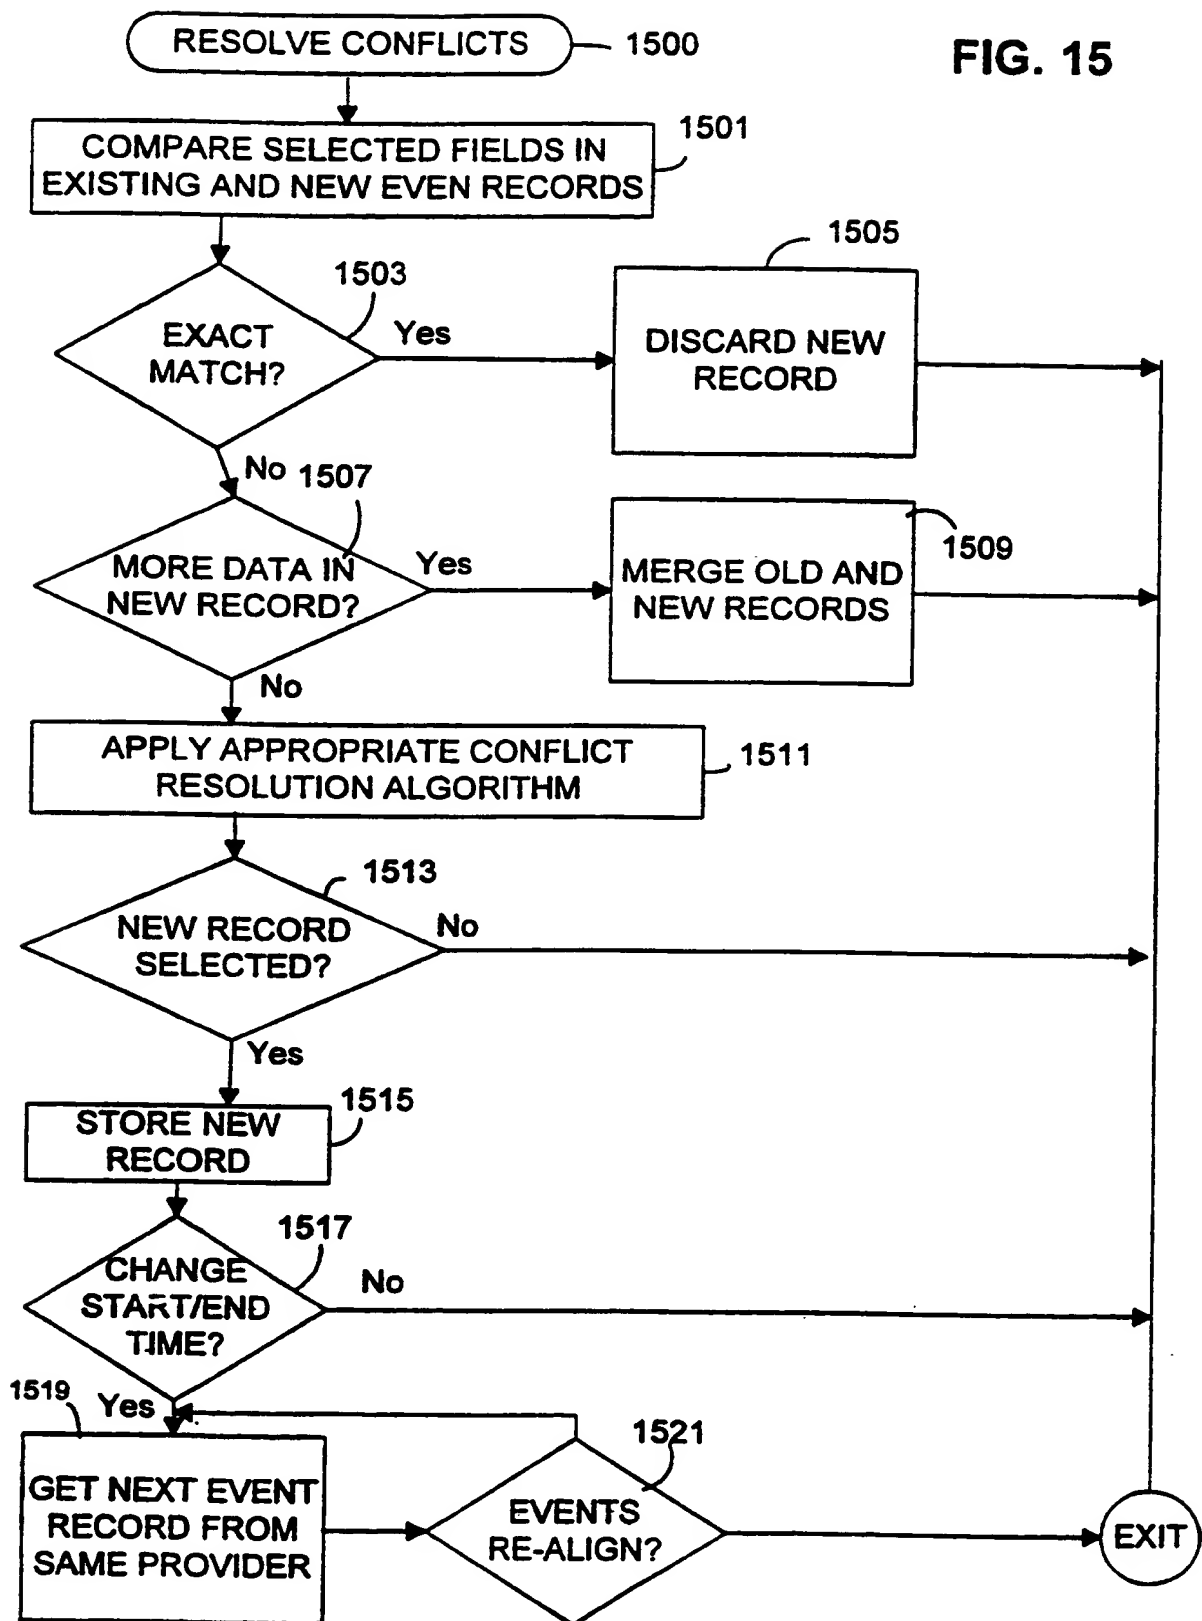 RESOLVE CONFLICTS
1500
FIG. 15
1501
COMPARE SELECTED FIELDS IN
EXISTING AND NEW EVEN RECORDS
1505
1503
EXACT
MATCH?
Yes
DISCARD NEW
RECORD
No
1507
1509
MORE DATA IN
NEW RECORD?
Yes
MERGE OLD AND
NEW RECORDS
No
APPLY APPROPRIATE CONFLICT
RESOLUTION ALGORITHM
1511
1513
NEW RECORD
SELECTED?
No
Yes
1515
STORE NEW
RECORD
1517
CHANGE
START/END
TIME?
No
1519
Yes
1521
GET NEXT EVENT
RECORD FROM
SAME PROVIDER
EVENTS
RE-ALIGN?
EXIT